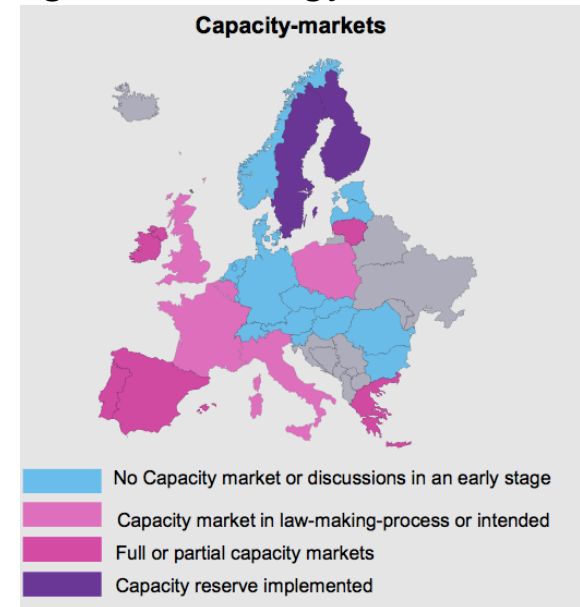 Capacity-markets
No Capacity market or discussions in an early stage
Capacity market in law-making-process or intended
Full or partial capacity markets
Capacity reserve implemented